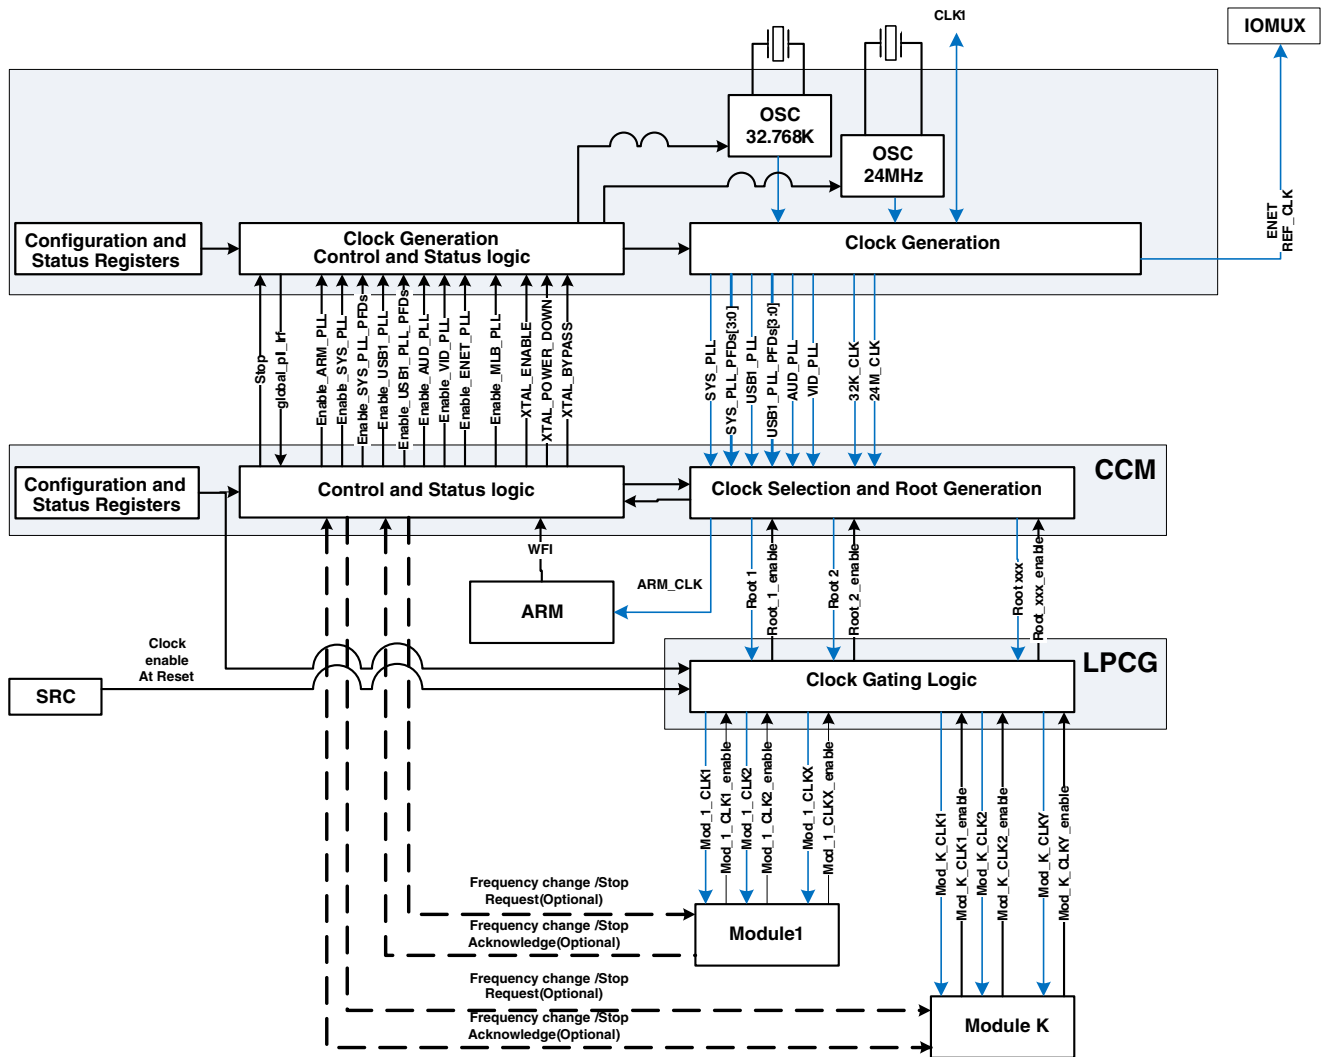 CLK1
IOMUX
OSC
32.768K
OSC
24MHz
ENET
REF_CLK
Configuration and
Status Registers
Clock Generation
Control and Status logic
Clock Generation
Stop
global_pll_lrf
Enable_ARM_PLL
Enable_SYS_PLL
Enable_SYS_PLL_PFDs
Enable_USB1_PLL
Enable_USB1_PLL_PFDs
Enable_AUD_PLL
Enable_VID_PLL
Enable_ENET_PLL
Enable_MLB_PLL
XTAL_ENABLE
XTAL_POWER_DOWN
XTAL_BYPASS
SYS_PLL
SYS_PLL_PFDs[3:0]
USB1_PLL
USB1_PLL_PFDs[3:0]
AUD_PLL
VID_PLL
32K_CLK
24M_CLK
CCM
Configuration and
Status Registers
Control and Status logic
Clock Selection and Root Generation
WFI
ARM
ARM_CLK
Root 1
Root_1_enable
Root 2
Root_2_enable
Root xxx
Root_xxx_enable
Clock
enable
At Reset
SRC
LPCG
Clock Gating Logic
Mod_1_CLK1
Mod_1_CLK1_enable
Mod_1_CLK2
Mod_1_CLK2_enable
Mod_1_CLKX
Mod_1_CLKX_enable
Mod_K_CLK1
Mod_K_CLK1_enable
Mod_K_CLK2
Mod_K_CLK2_enable
Mod_K_CLKY
Mod_K_CLKY_enable
Frequency change /Stop
Request(Optional)
Frequency change /Stop
Acknowledge(Optional)
Module1
Frequency change /Stop
Request(Optional)
Frequency change /Stop
Acknowledge(Optional)
Module K